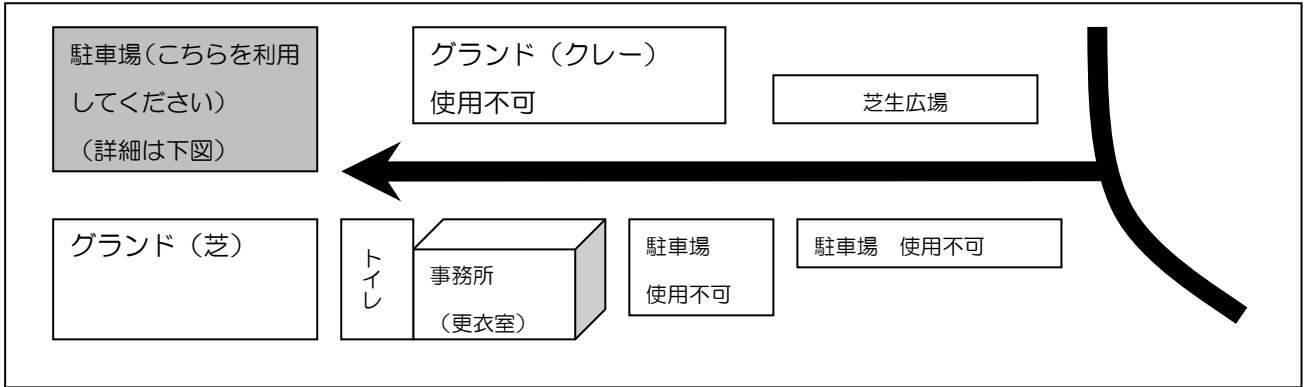 駐車場（こちらを利用
してください）
（詳細は下図）
グランド（クレー）
使用不可
芝生広場
グランド（芝）
トイレ
事務所
（更衣室）
駐車場
使用不可
駐車場　使用不可